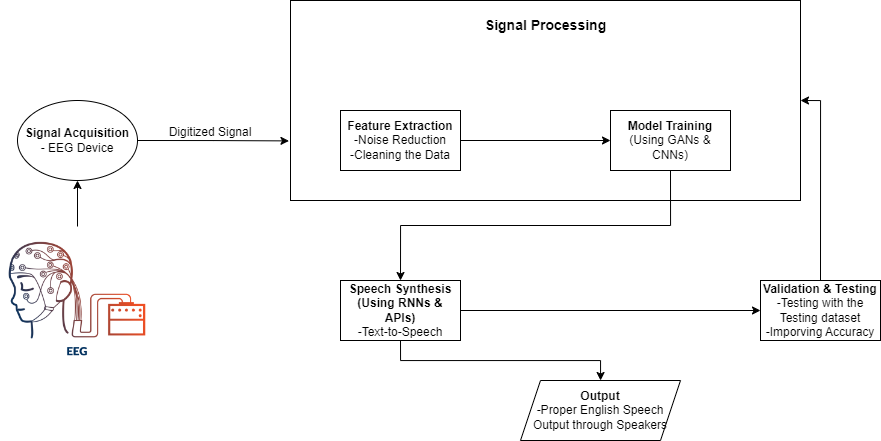 Signal Processing
Signal Acquisition
- EEG Device
Digitized Signal
Feature Extraction
-Noise Reduction
-Cleaning the Data
Model Training
(Using GANs &
CNNs)
EEG
Speech Synthesis
(Using RNNs &
APIs)
-Text-to-Speech
Validation & Testing
-Testing with the
Testing dataset
-Imporving Accuracy
Output
-Proper English Speech
Output through Speakers